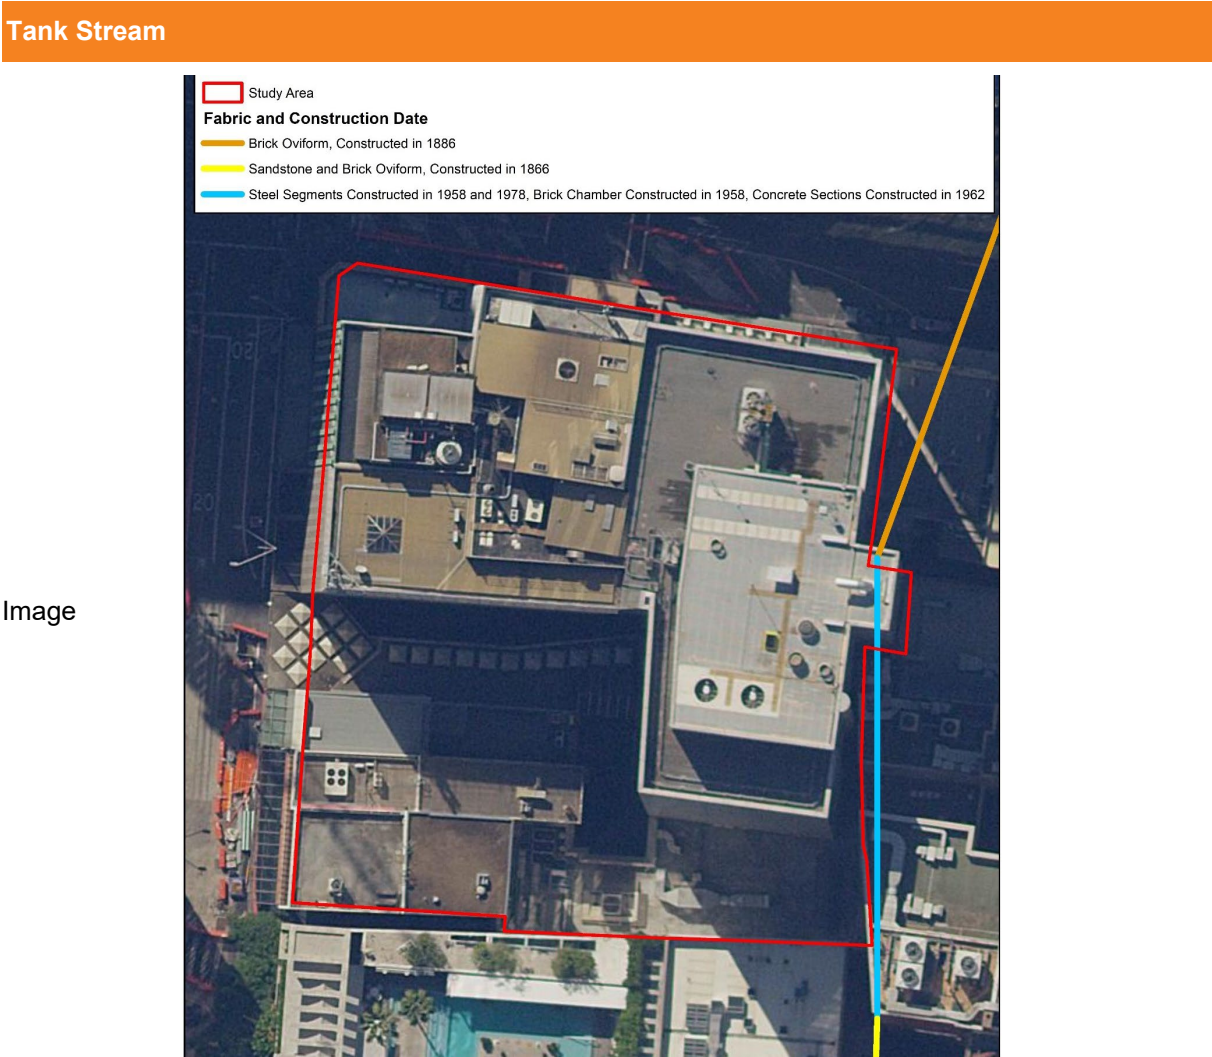 Tank Stream
Study Area
Fabric and Construction Date
Brick Oviform, Constructed in 1886
Sandstone and Brick Oviform, Constructed in 1866
Steel Segments Constructed in 1958 and 1978, Brick Chamber Constructed in 1958, Concrete Sections Constructed in 1962
Image